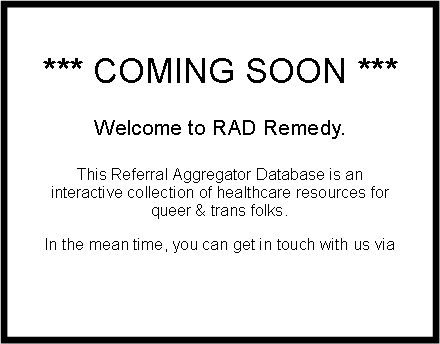 *** COMING SOON ***
Welcome to RAD Remedy.
This Referral Aggregator Database is an
interactive collection of healthcare resources for
queer & trans folks.
In the mean time, you can get in touch with us via